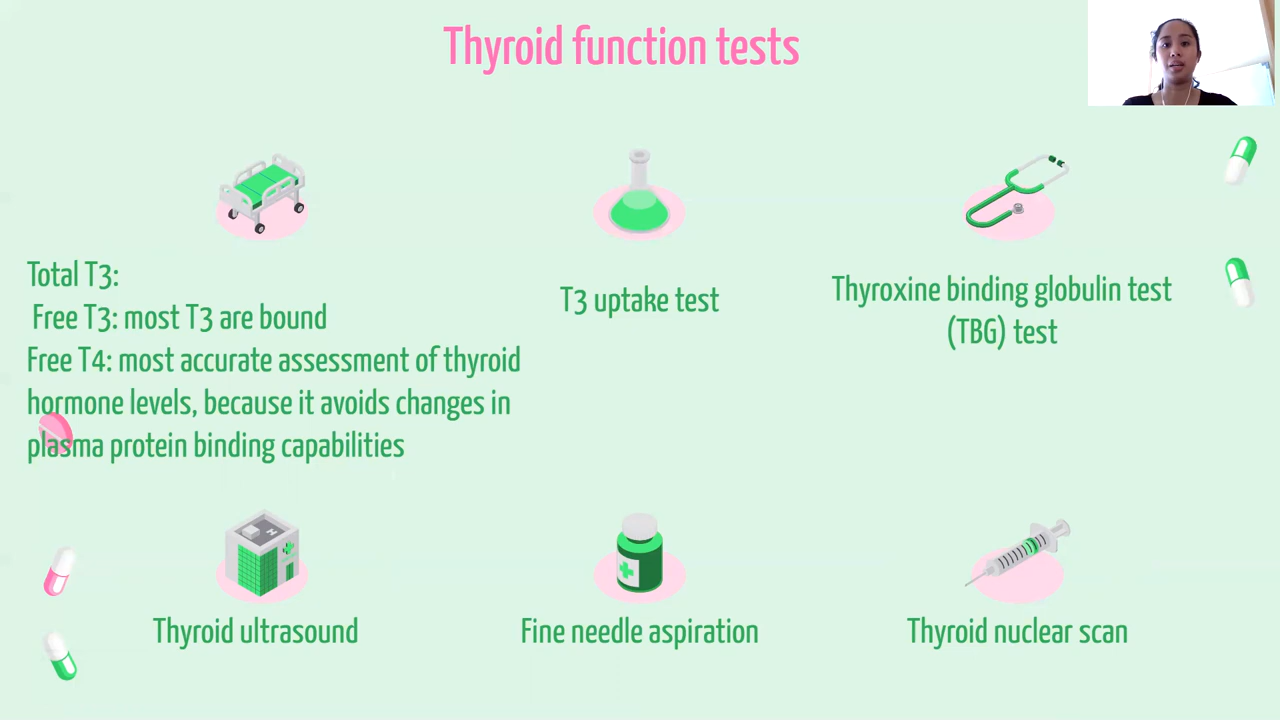 Thyroid function tests
Total T3:
Free T3: most T3 are bound
Free T4: most accurate assessment of thyroid
hormone levels, because it avoids changes in
plasma protein binding capabilities
T3 uptake test
Thyroxine binding globulin test
(TBG) test
Thyroid ultrasound
Fine needle aspiration
Thyroid nuclear scan